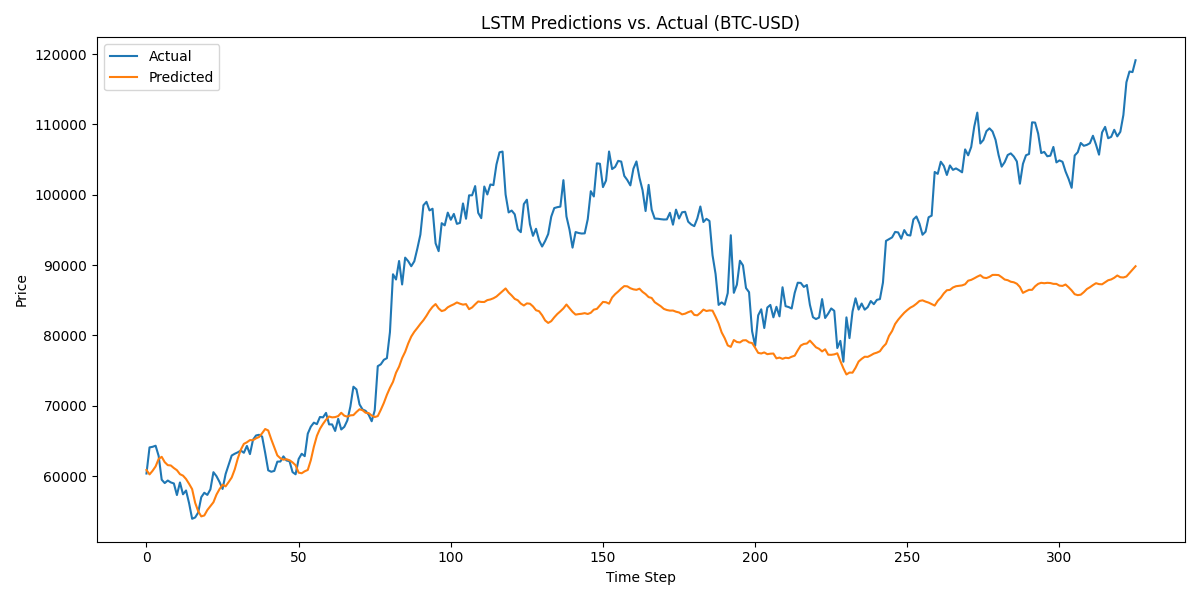 LSTM Predictions vs. Actual (BTC-USD)
Actual
Predicted
Price
120000
110000
100000
90000
80000
70000
60000
0 50 100 150 200 250 300
Time Step